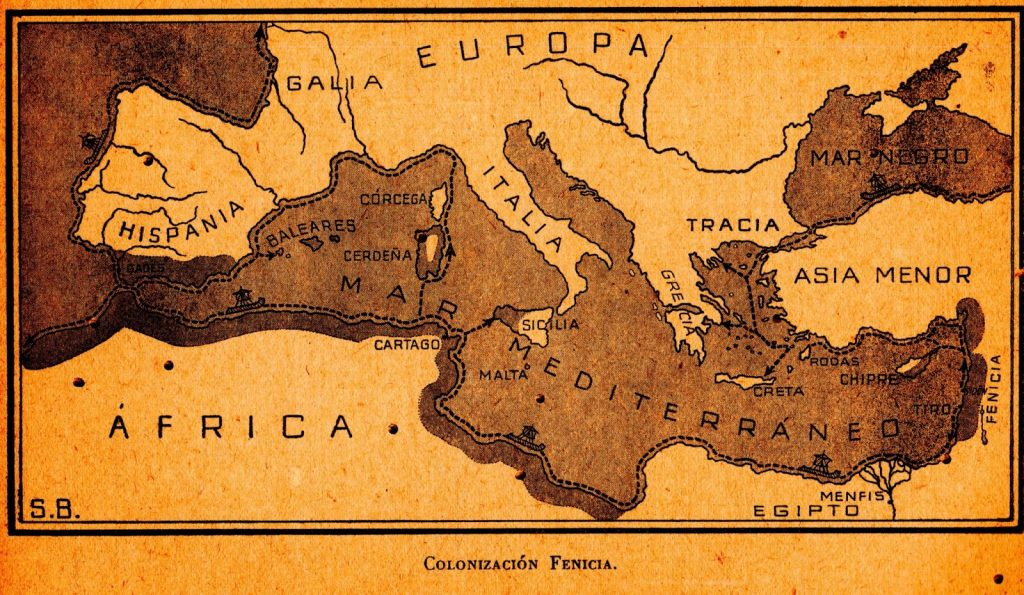 EUROPA
GALIA
MAR NEGRO
CÓRCEGA
ITALIA
HISPANIA
BALEARES
TRACIA
CERDEÑA
GADES
ASIA MENOR
GRECIA
MAR MEDITERRÁNEO
SICILIA
CARTAGO
RODAS
MALTA
CRETA
CHIPRE
FENICIA
TIRO
ÁFRICA
MENFIS
EGIPTO
S.B.
Colonización Fenicia.